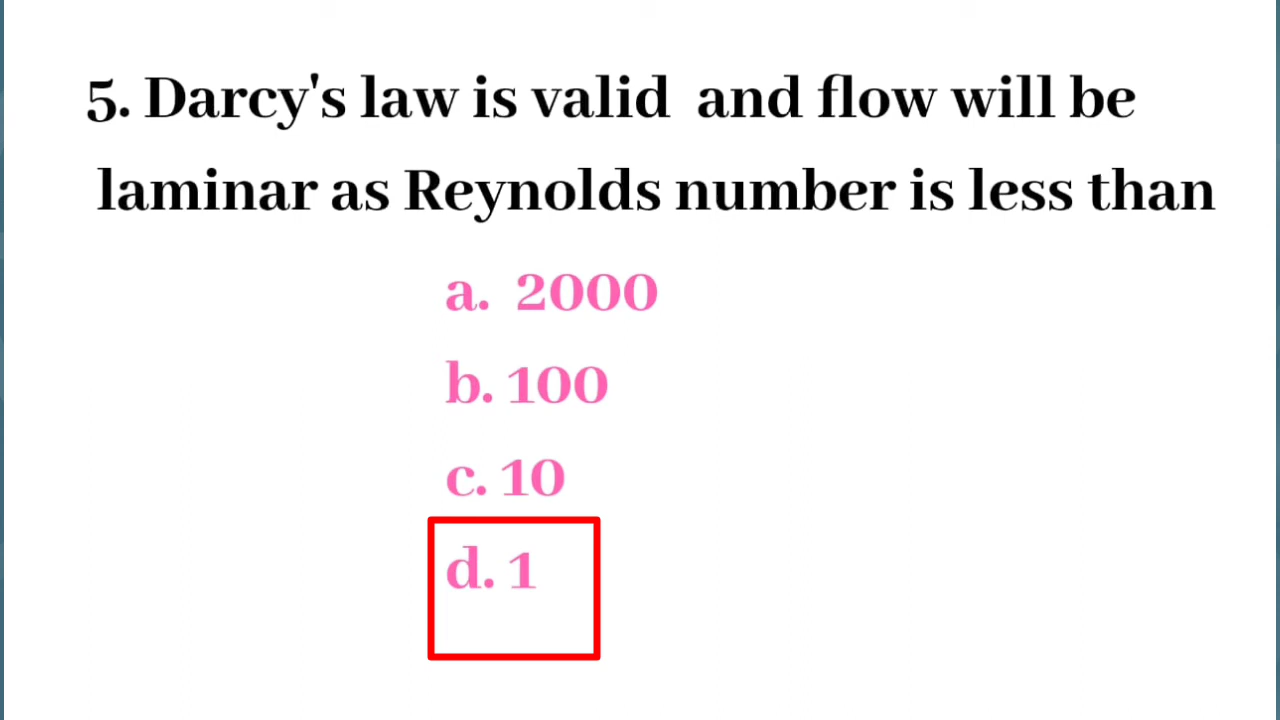 5. Darcy's law is valid  and flow will be
laminar as Reynolds number is less than
a.  2000
b. 100
c. 10
d. 1